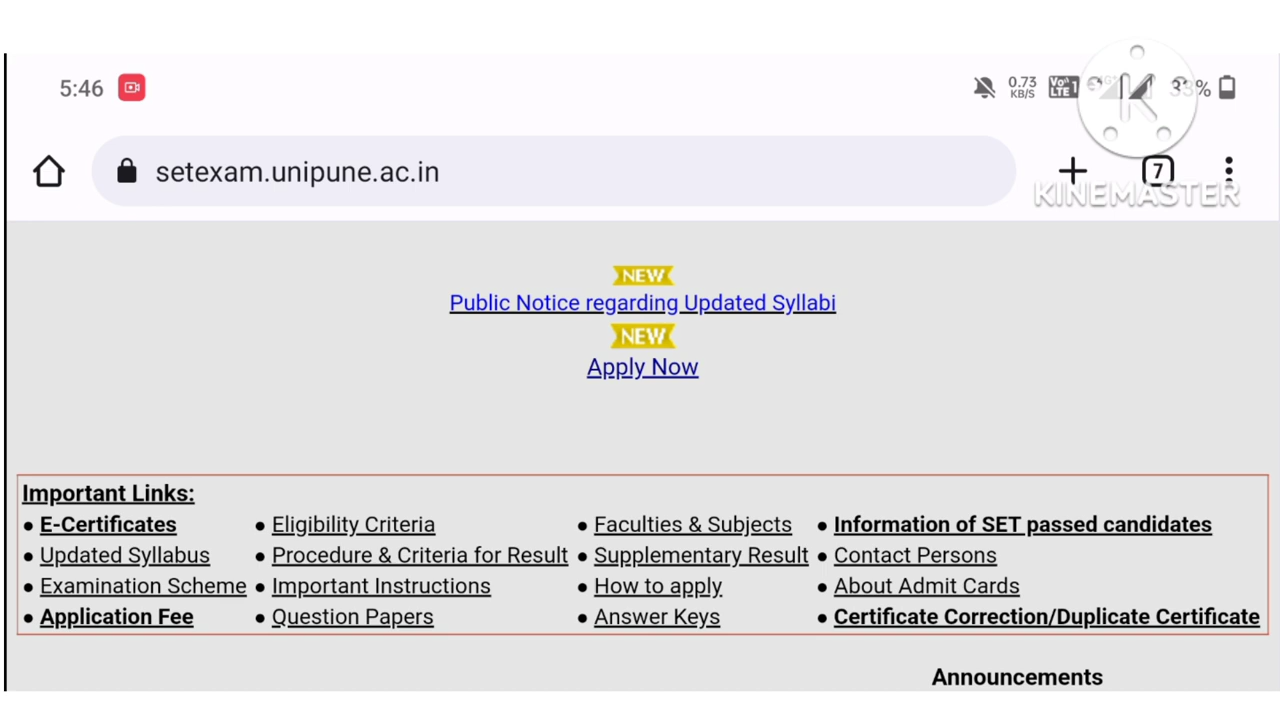 5:46 0.73 KB/S Vo LTE 1 %
setexam.unipune.ac.in 7
KINEMASTER
NEW
Public Notice regarding Updated Syllabi
NEW
Apply Now
Important Links:
• E-Certificates • Eligibility Criteria • Faculties & Subjects • Information of SET passed candidates
• Updated Syllabus • Procedure & Criteria for Result • Supplementary Result • Contact Persons
• Examination Scheme • Important Instructions • How to apply • About Admit Cards
• Application Fee • Question Papers • Answer Keys • Certificate Correction/Duplicate Certificate
Announcements